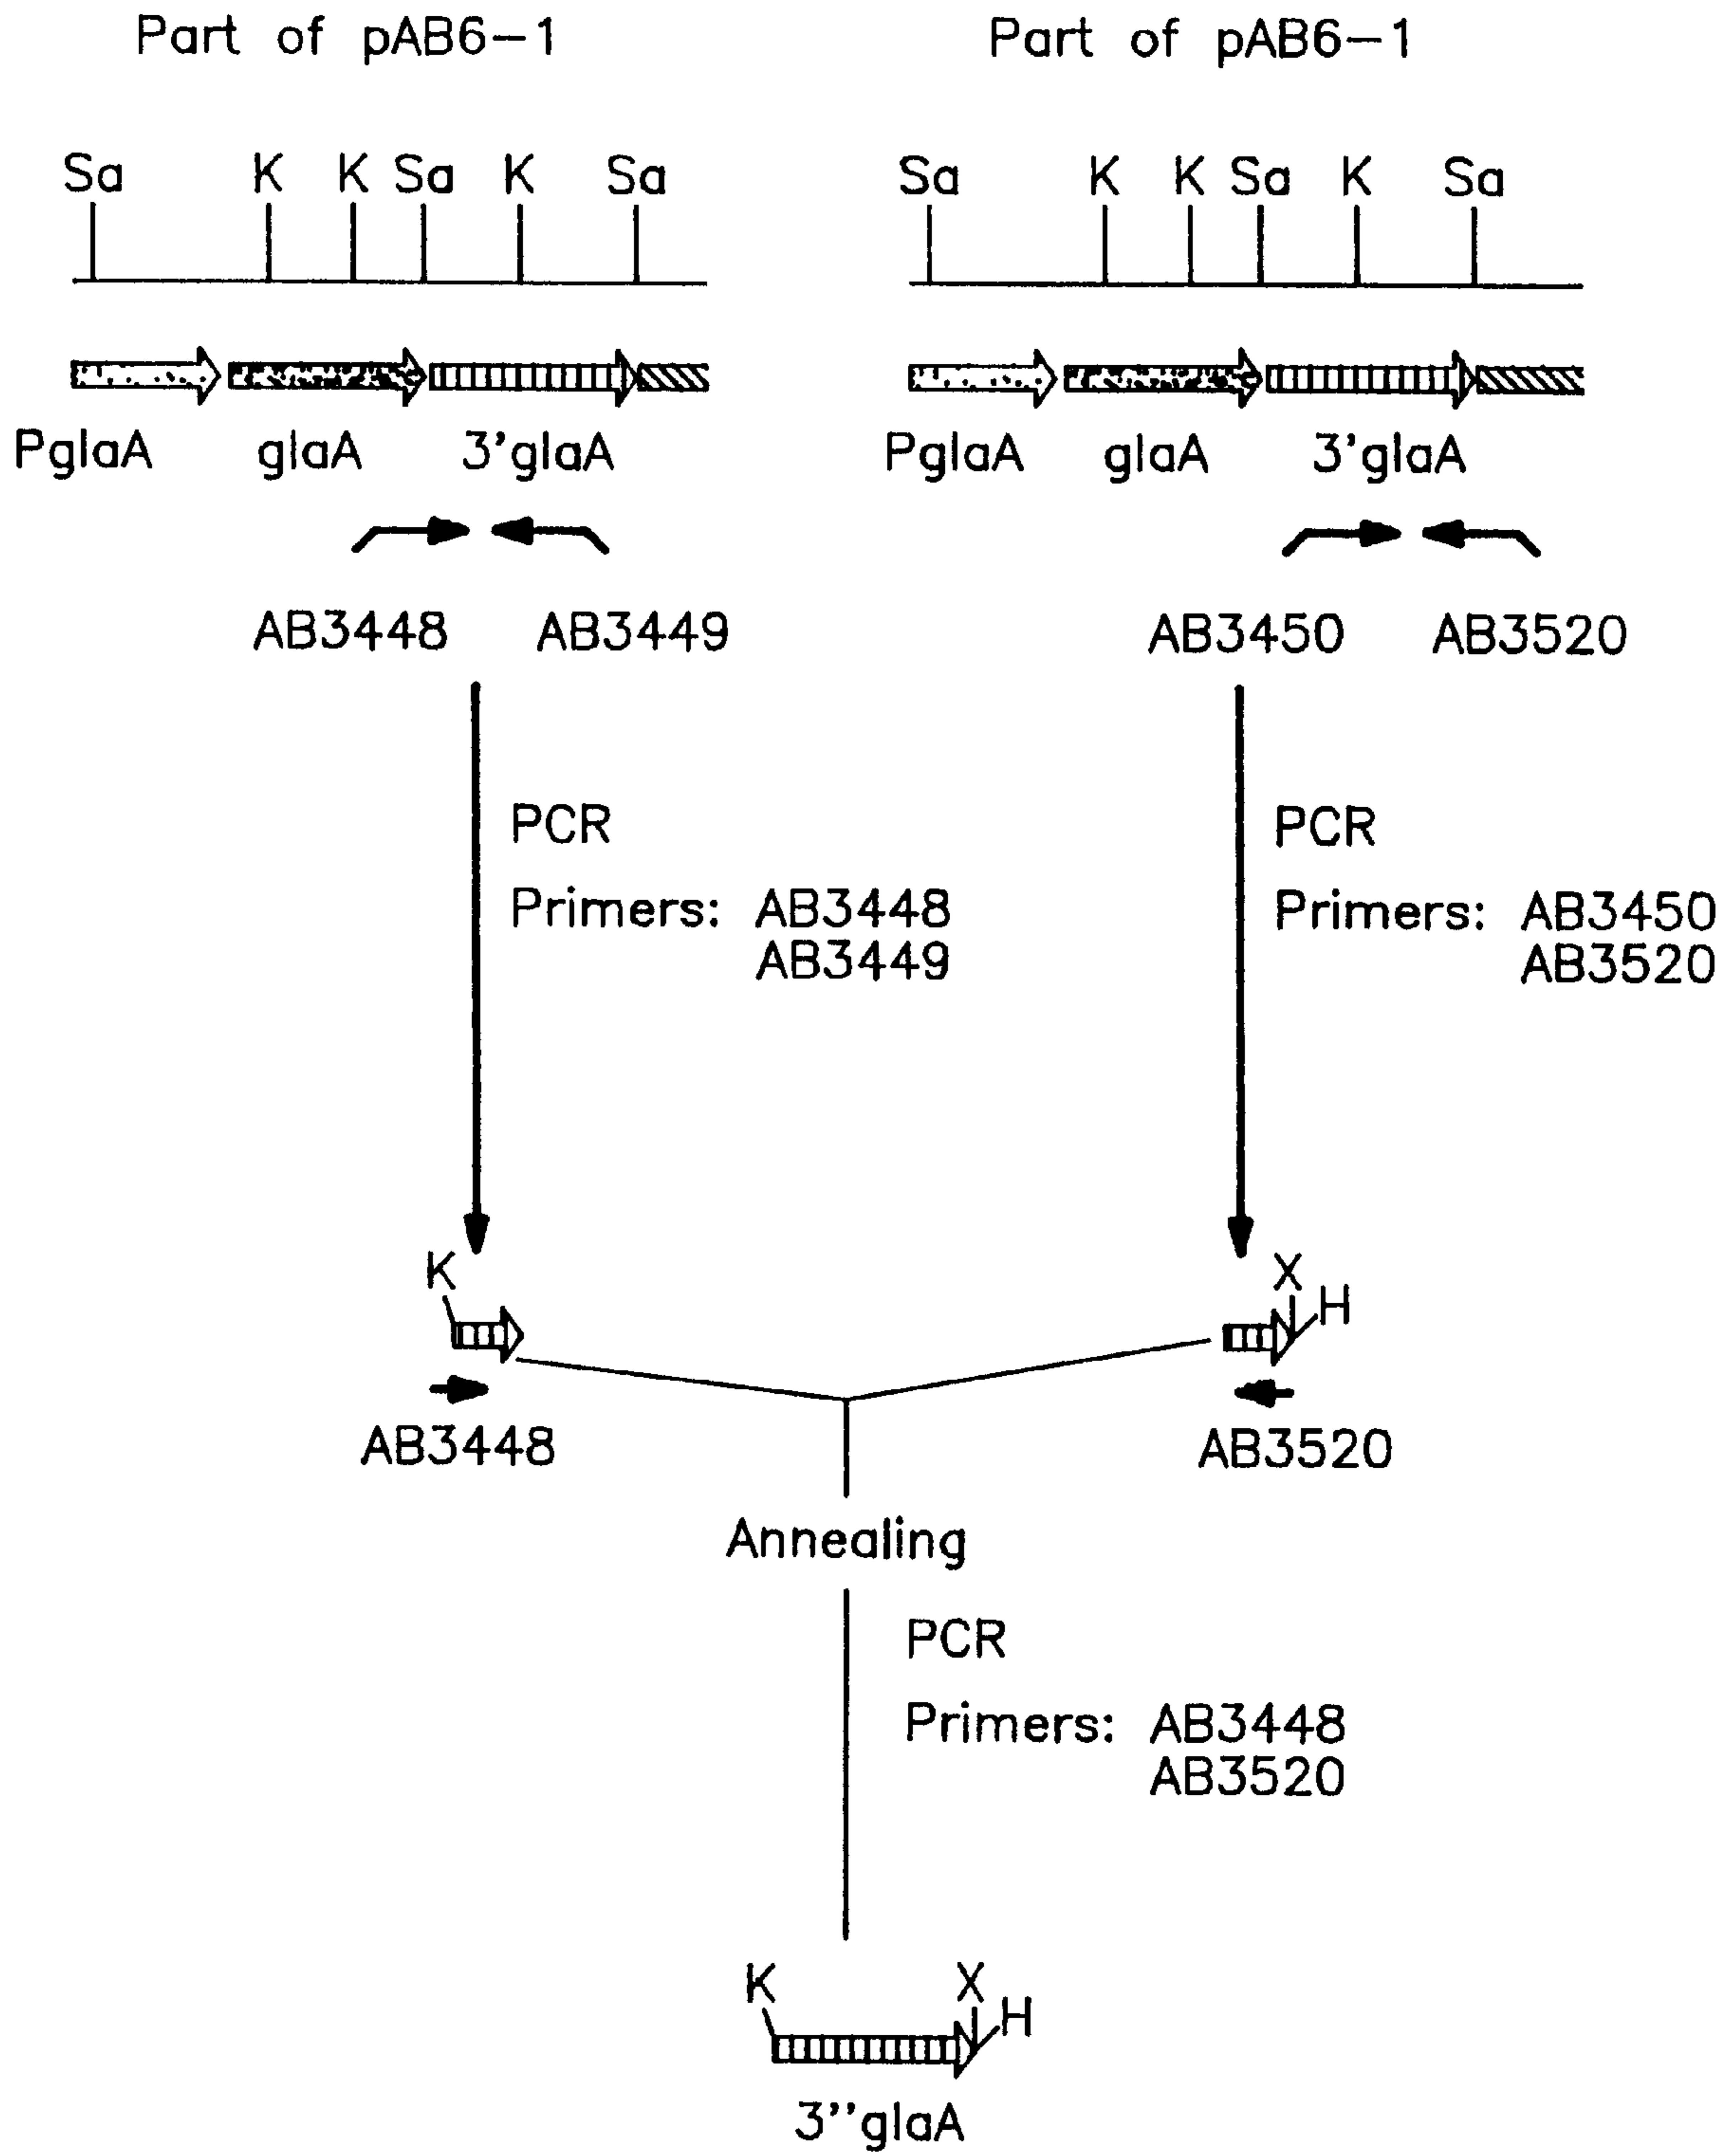 Part of pAB6-1 Part of pAB6-1
Sa K K Sa K Sa Sa K K Sa K Sa
PglaA glaA 3'glaA PglaA glaA 3'glaA
AB3448 AB3449 AB3450 AB3520
PCR PCR
Primers: AB3448 Primers: AB3450
AB3449 AB3520
K X
H
AB3448 AB3520
Annealing
PCR
Primers: AB3448
AB3520
K X
H
3''glaA